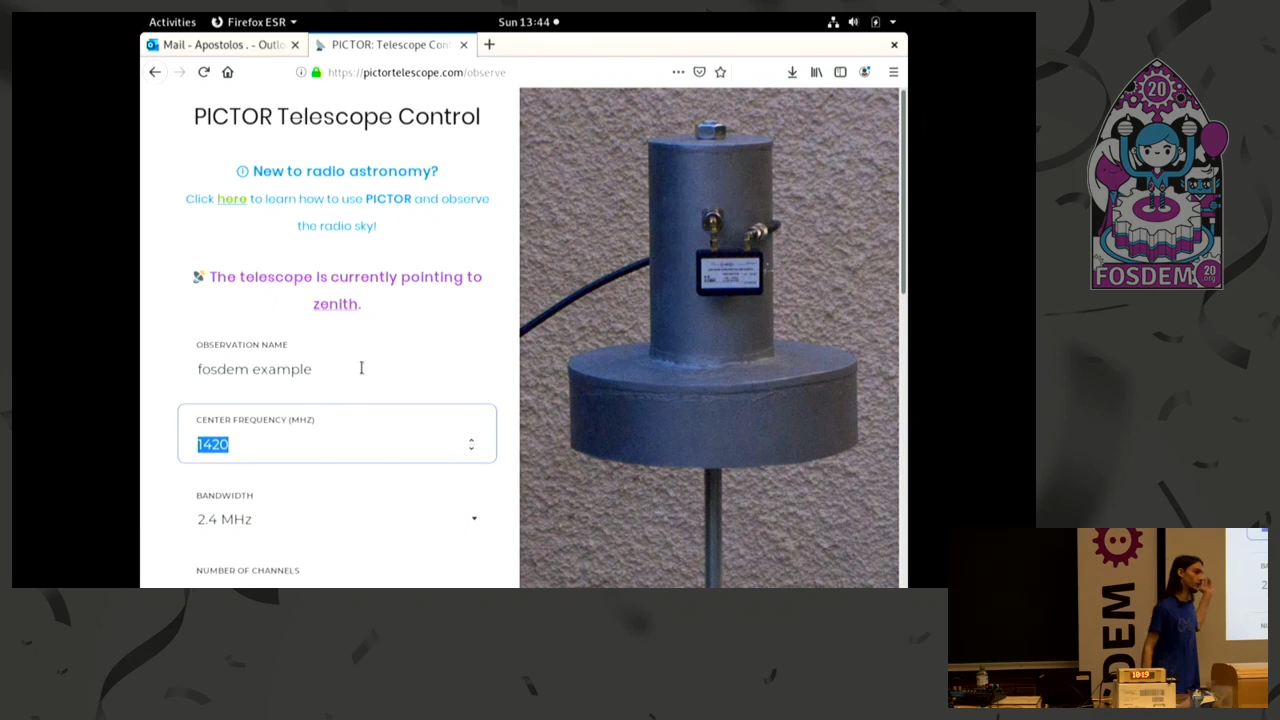 Activities
Firefox ESR
Sun 13:44
Mail - Apostolos . - Outlo
PICTOR: Telescope Con
https://pictortelescope.com/observe
PICTOR Telescope Control
New to radio astronomy?
Click here to learn how to use PICTOR and observe
the radio sky!
The telescope is currently pointing to
zenith.
OBSERVATION NAME
fosdem example
CENTER FREQUENCY (MHZ)
1420
BANDWIDTH
2.4 MHz
NUMBER OF CHANNELS
20
FOSDEM
20
.org
DEM